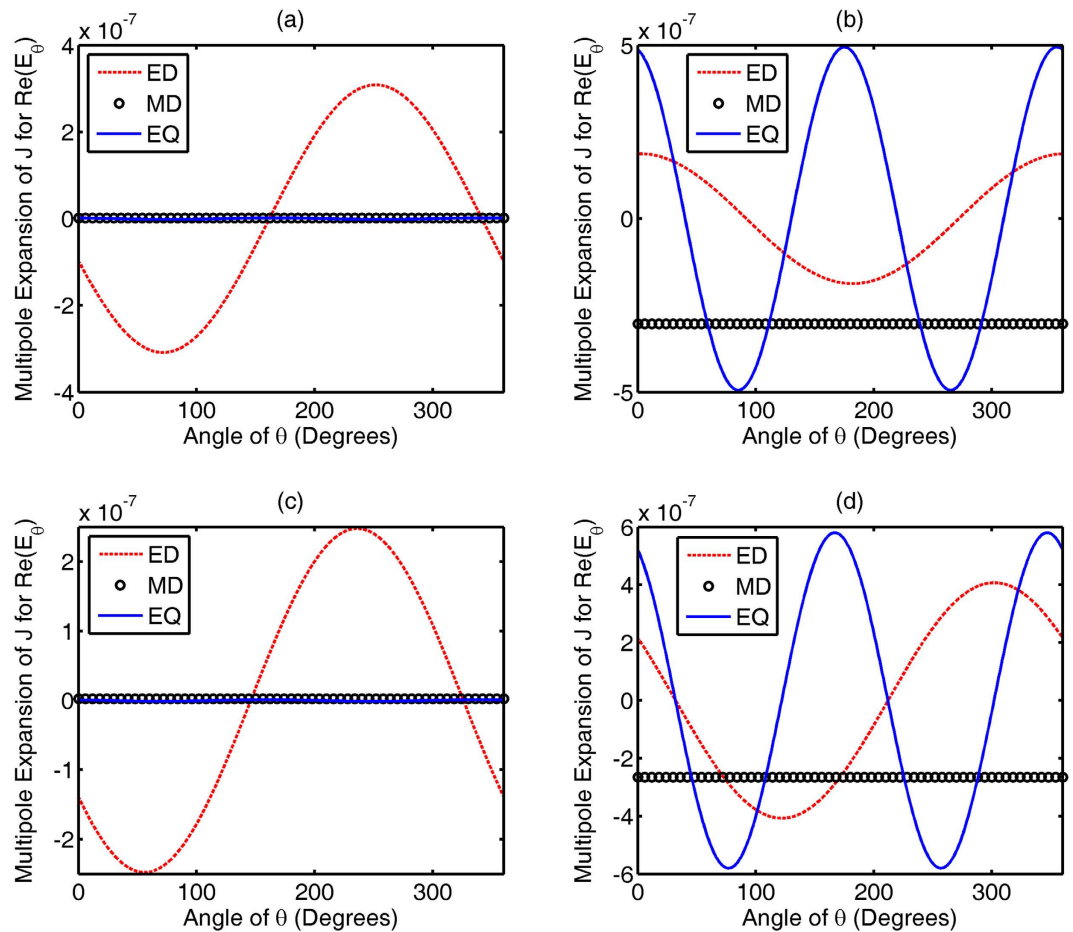 (a)
x 10-7
Multipole Expansion of J for Re(Eθ)
4
2
0
-2
-4
ED
MD
EQ
0 100 200 300
Angle of θ (Degrees)
(b)
x 10-7
Multipole Expansion of J for Re(Eθ)
5
0
-5
ED
MD
EQ
0 100 200 300
Angle of θ (Degrees)
(c)
x 10-7
Multipole Expansion of J for Re(Eθ)
2
1
0
-1
-2
ED
MD
EQ
0 100 200 300
Angle of θ (Degrees)
(d)
x 10-7
Multipole Expansion of J for Re(Eθ)
6
4
2
0
-2
-4
-6
ED
MD
EQ
0 100 200 300
Angle of θ (Degrees)